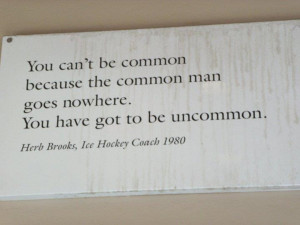 You can't be common
because the common man
goes nowhere.
You have got to be uncommon.
Herb Brooks, Ice Hockey Coach 1980